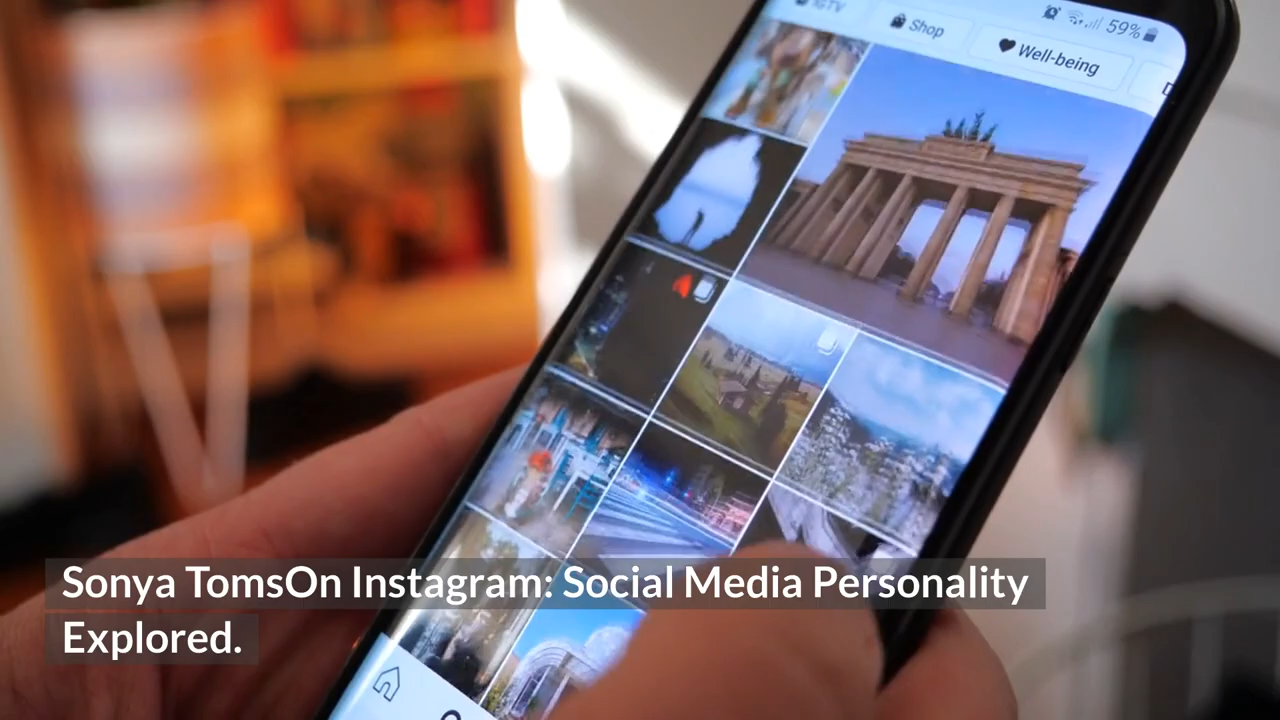 IGTV
Shop
Well-being
59%
Sonya TomsOn Instagram: Social Media Personality
Explored.